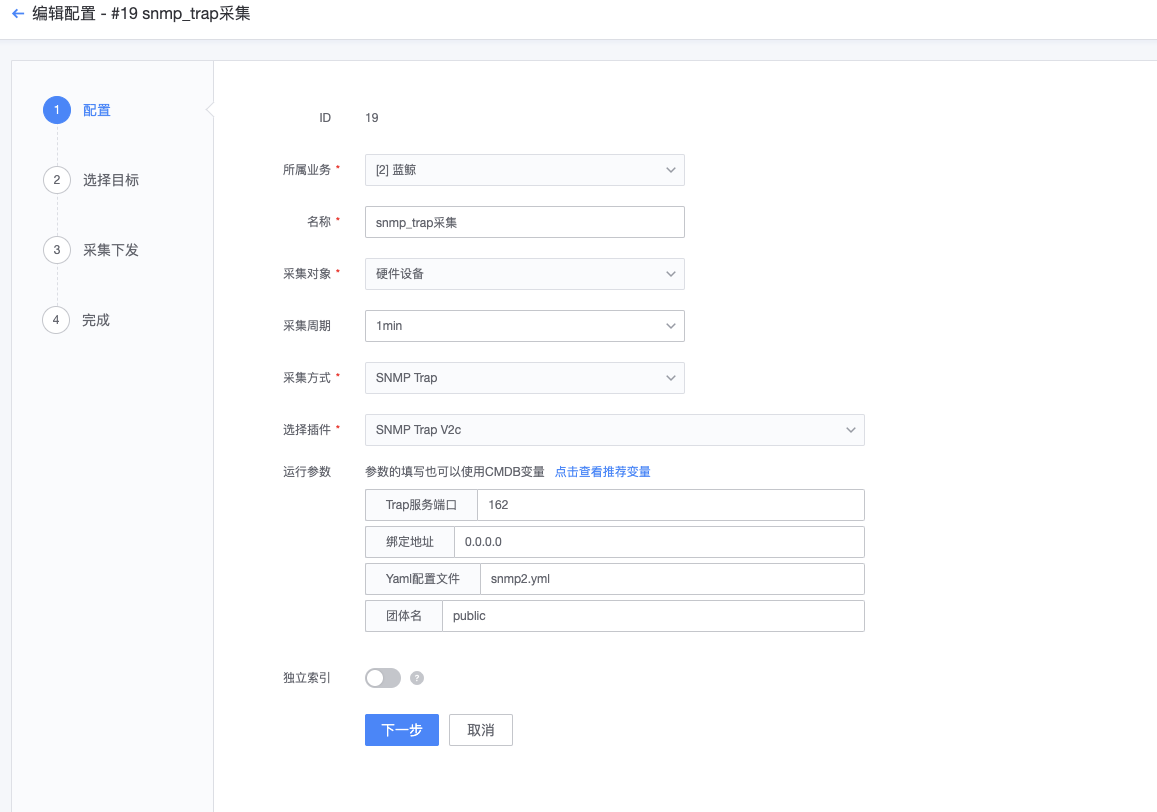 编辑配置 - #19 snmp_trap采集
1 配置
2 选择目标
3 采集下发
4 完成
ID 19
所属业务 * [2] 蓝鲸
名称 * snmp_trap采集
采集对象 * 硬件设备
采集周期 1min
采集方式 * SNMP Trap
选择插件 * SNMP Trap V2c
运行参数 参数的填写也可以使用CMDB变量 点击查看推荐变量
Trap服务端口 162
绑定地址 0.0.0.0
Yaml配置文件 snmp2.yml
团体名 public
独立索引 ?
下一步 取消